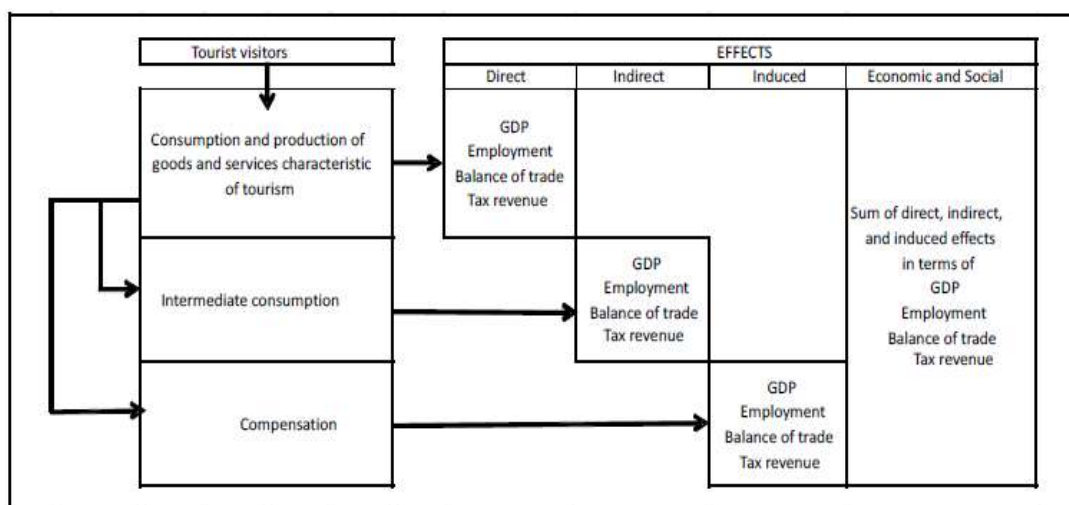 Tourist visitors
EFFECTS
Direct
Indirect
Induced
Economic and Social
Consumption and production of
goods and services characteristic
of tourism
GDP
Employment
Balance of trade
Tax revenue
Sum of direct, indirect,
and induced effects
in terms of
GDP
Employment
Balance of trade
Tax revenue
Intermediate consumption
GDP
Employment
Balance of trade
Tax revenue
Compensation
GDP
Employment
Balance of trade
Tax revenue